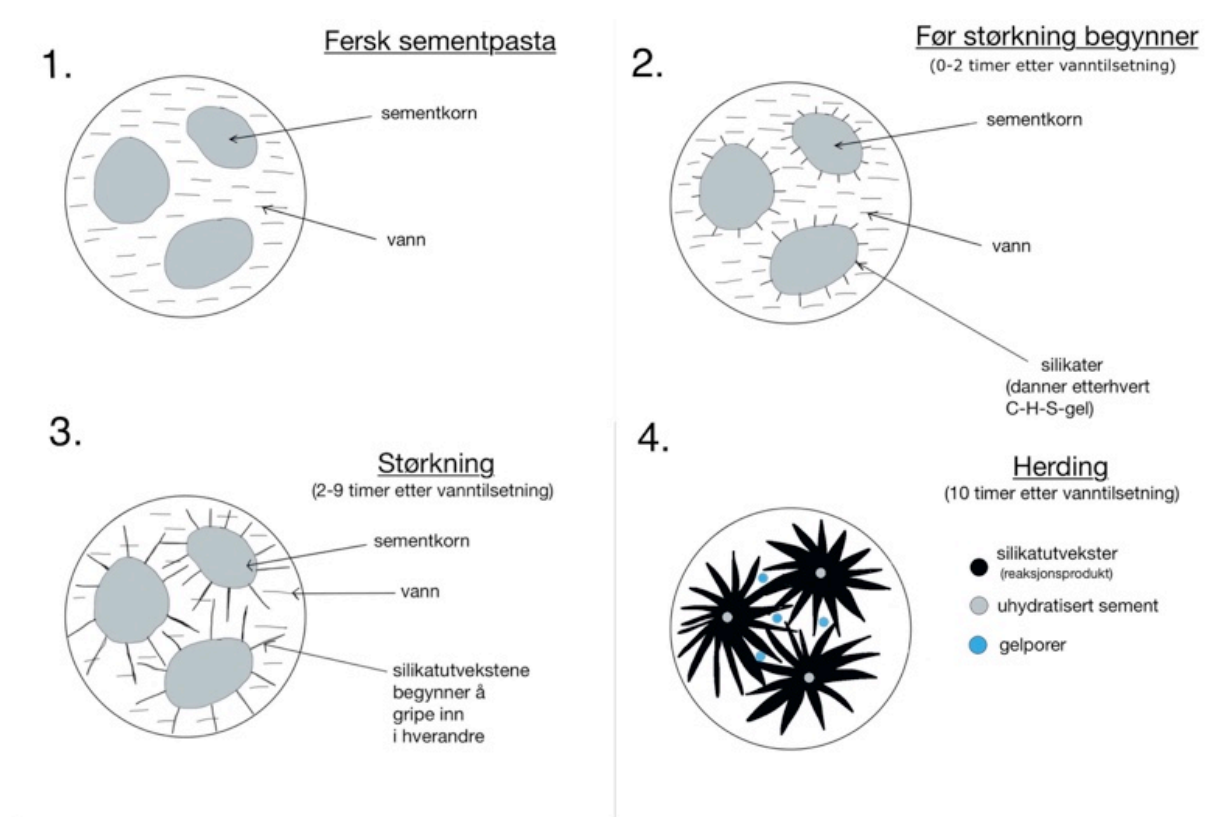 1.
Fersk sementpasta
sementkorn
vann
2.
Før størkning begynner
(0-2 timer etter vanntilsetning)
sementkorn
vann
silikater
(danner etterhvert
C-H-S-gel)
3.
Størkning
(2-9 timer etter vanntilsetning)
sementkorn
vann
silikatutvekstene
begynner å
gripe inn
i hverandre
4.
Herding
(10 timer etter vanntilsetning)
silikatutvekster
(reaksjonsprodukt)
uhydratisert sement
gelporer